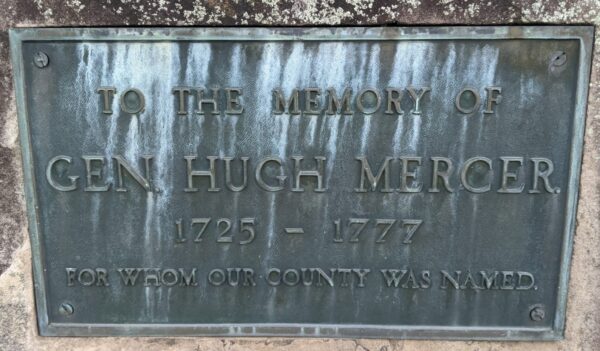 TO THE MEMORY OF
GEN. HUGH MERCER.
1725 - 1777
FOR WHOM OUR COUNTY WAS NAMED.